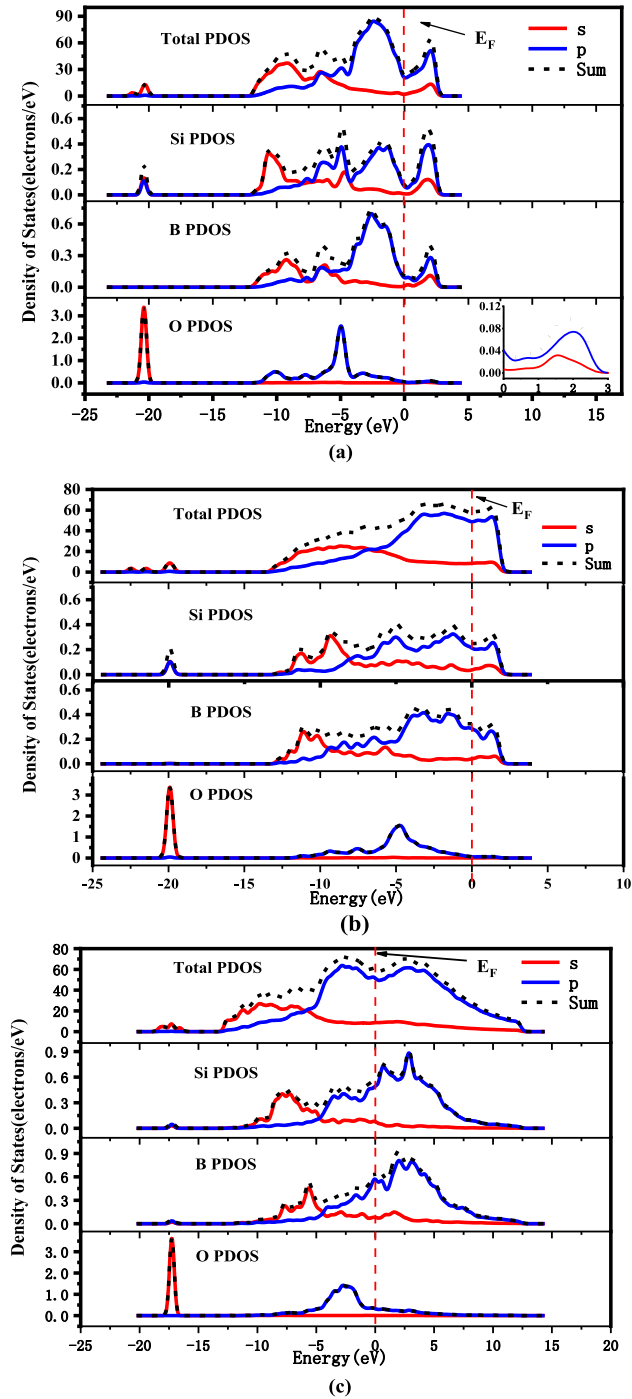 90
60
30
0
Total PDOS
E_F
s
p
Sum
0.6
0.4
0.2
0.0
Si PDOS
0.6
0.3
0.0
B PDOS
3.0
2.0
1.0
0.0
O PDOS
0.12
0.08
0.04
0.00
0 1 2 3
-25 -20 -15 -10 -5 0 5 10 15
Density of States(electrons/eV)
Energy(eV)
(a)
80
60
40
20
0
Total PDOS
E_F
s
p
Sum
0.6
0.4
0.2
0.0
Si PDOS
0.6
0.4
0.2
0.0
B PDOS
3
2
1
0
O PDOS
-25 -20 -15 -10 -5 0 5 10
Density of States(electrons/eV)
Energy(eV)
(b)
80
60
40
20
0
Total PDOS
E_F
s
p
Sum
0.9
0.6
0.3
0.0
Si PDOS
0.9
0.6
0.3
0.0
B PDOS
3.0
2.0
1.0
0.0
O PDOS
-25 -20 -15 -10 -5 0 5 10 15 20
Density of States(electrons/eV)
Energy(eV)
(c)